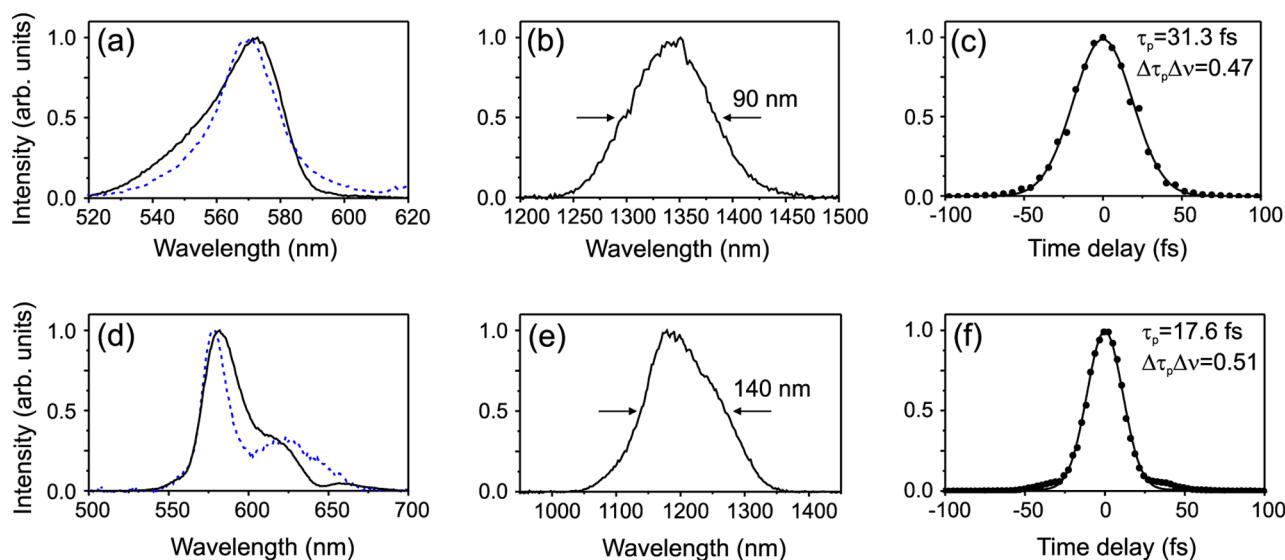 Intensity (arb. units)
1.0
0.5
0.0
(a)
520 540 560 580 600 620
Wavelength (nm)
1.0
0.5
0.0
(b)
90 nm
1200 1250 1300 1350 1400 1450 1500
Wavelength (nm)
1.0
0.5
0.0
(c)
τp=31.3 fs
ΔτpΔν=0.47
-100 -50 0 50 100
Time delay (fs)
Intensity (arb. units)
1.0
0.5
0.0
(d)
500 550 600 650 700
Wavelength (nm)
1.0
0.5
0.0
(e)
140 nm
1000 1100 1200 1300 1400
Wavelength (nm)
1.0
0.5
0.0
(f)
τp=17.6 fs
ΔτpΔν=0.51
-100 -50 0 50 100
Time delay (fs)